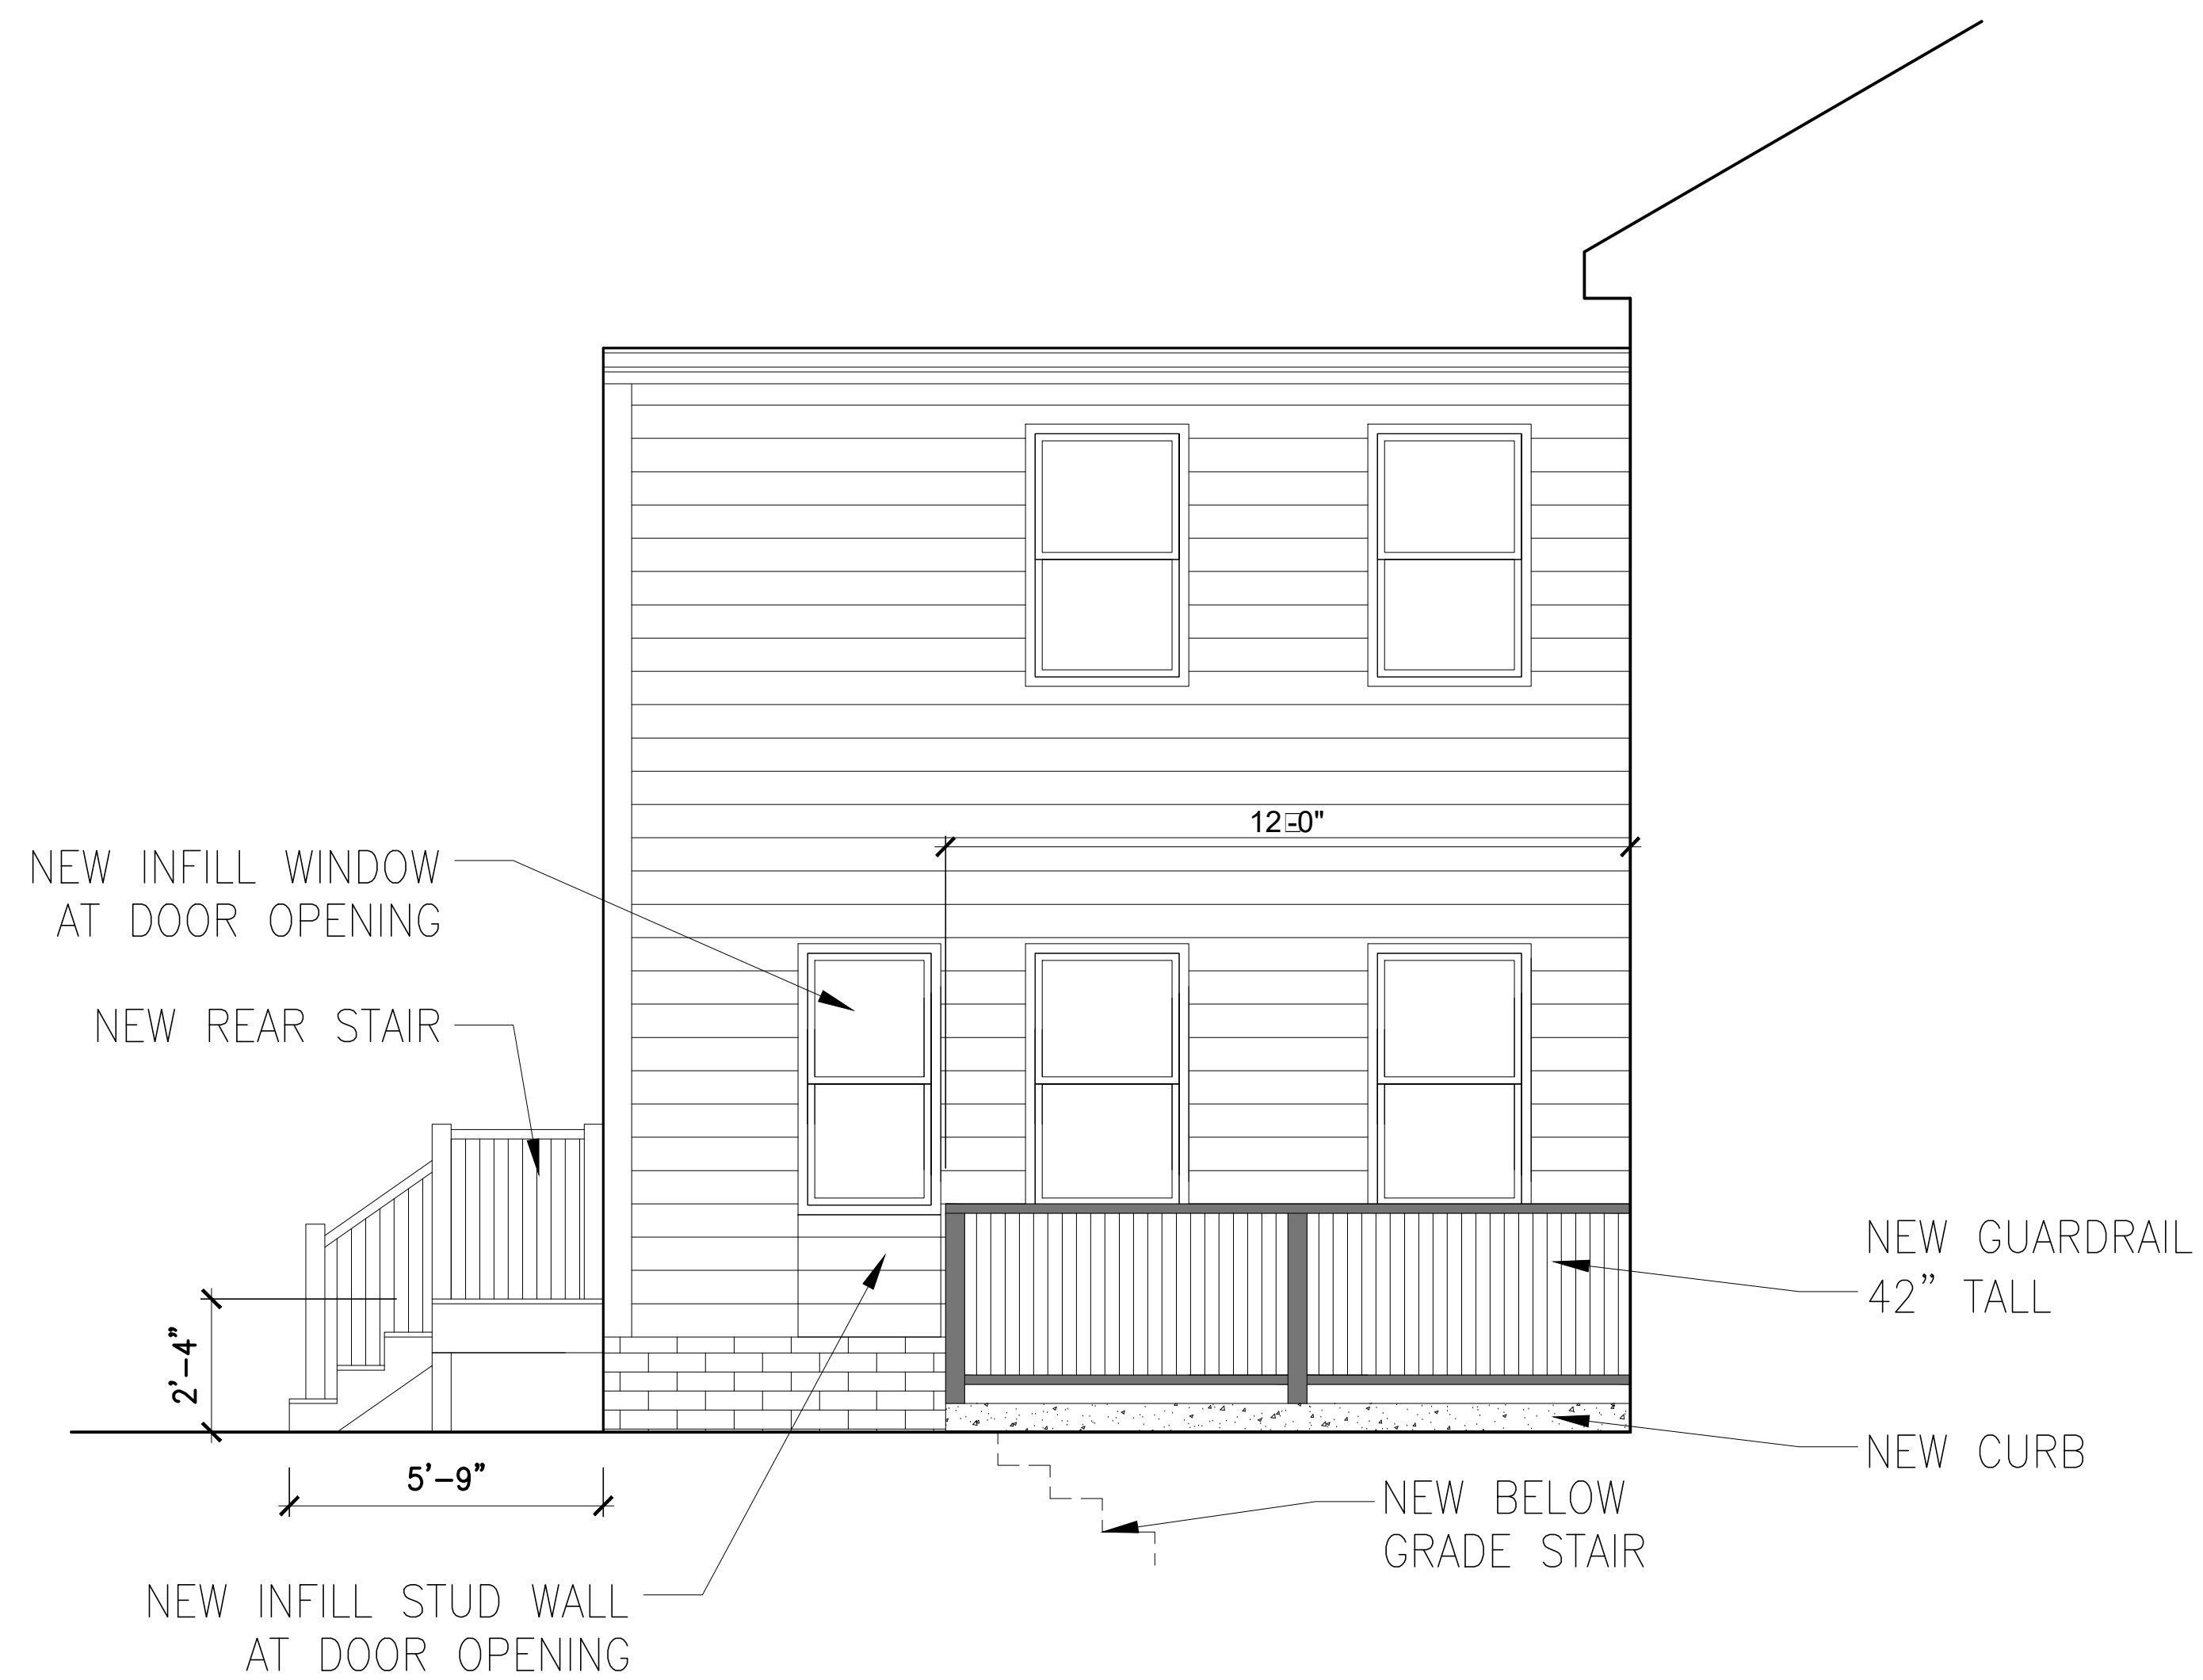 12'-0"
NEW INFILL WINDOW
AT DOOR OPENING
NEW REAR STAIR
NEW GUARDRAIL
42” TALL
2'-4”
NEW CURB
5'-9”
NEW BELOW
GRADE STAIR
NEW INFILL STUD WALL
AT DOOR OPENING